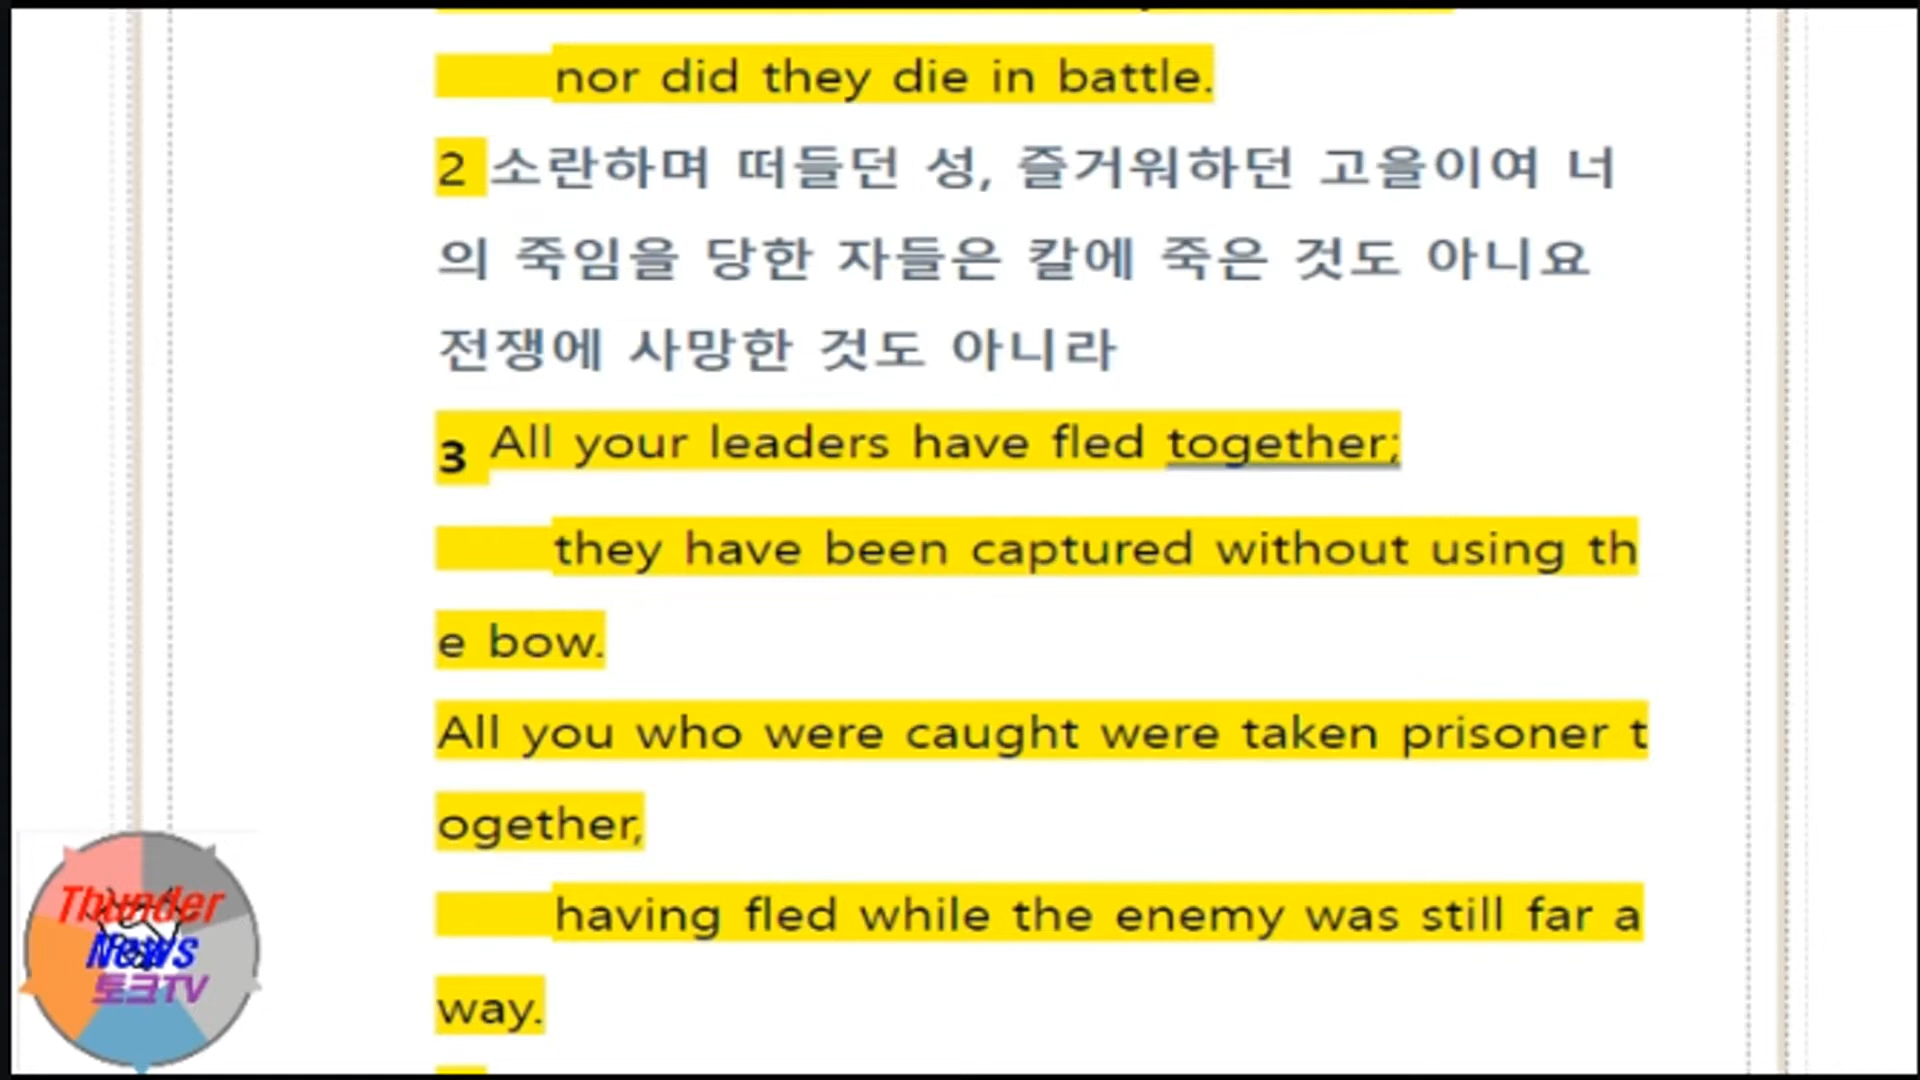 nor did they die in battle.
2 소란하며 떠들던 성, 즐거워하던 고을이여 너
의 죽임을 당한 자들은 칼에 죽은 것도 아니요
전쟁에 사망한 것도 아니라
3 All your leaders have fled together;
they have been captured without using th
e bow.
All you who were caught were taken prisoner t
ogether,
having fled while the enemy was still far a
way.
Thunder
News
토크TV